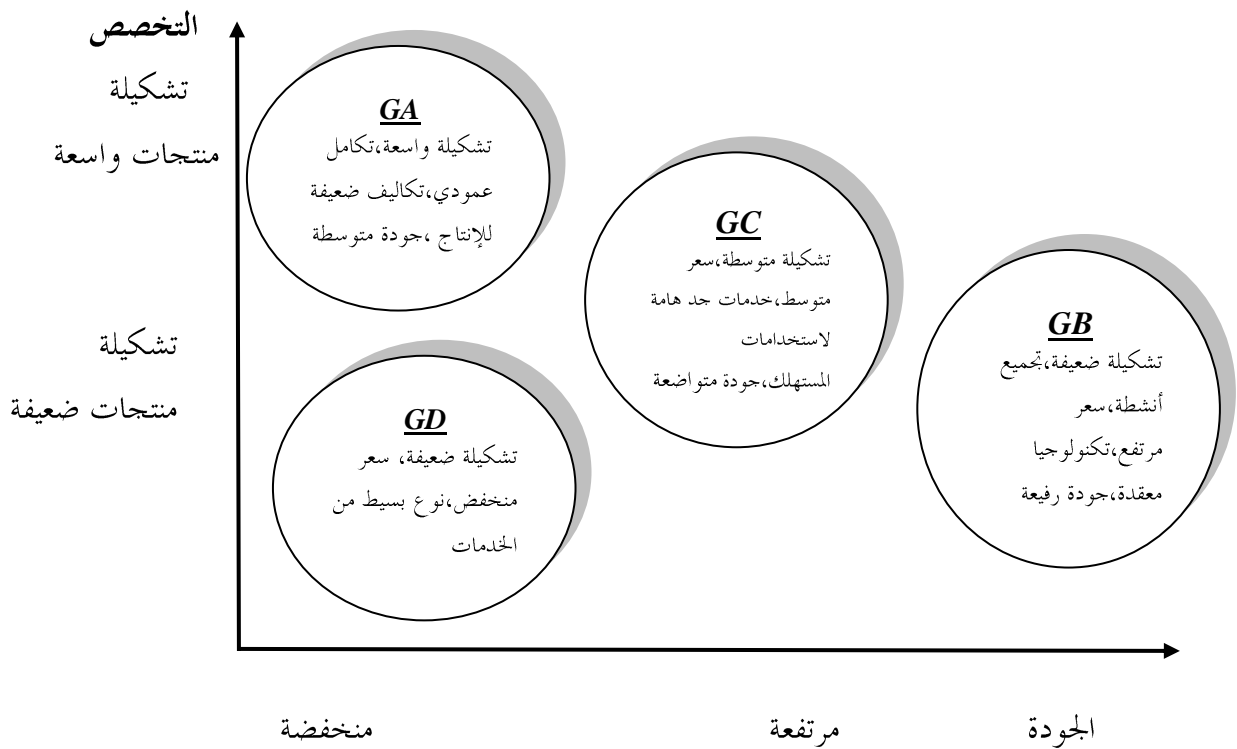 التخصص
تشكيلة
منتجات واسعة
GA
تشكيلة واسعة،تكامل
عمودي،تكاليف ضعيفة
للإنتاج ،جودة متوسطة
GC
تشكيلة متوسطة،سعر
متوسط،خدمات جد هامة
لاستخدامات
المستهلك،جودة متواضعة
GB
تشكيلة ضعيفة،تجميع
أنشطة،سعر
مرتفع،تكنولوجيا
معقدة،جودة رفيعة
تشكيلة
منتجات ضعيفة
GD
تشكيلة ضعيفة، سعر
منخفض،نوع بسيط من
الخدمات
الجودة
مرتفعة
منخفضة